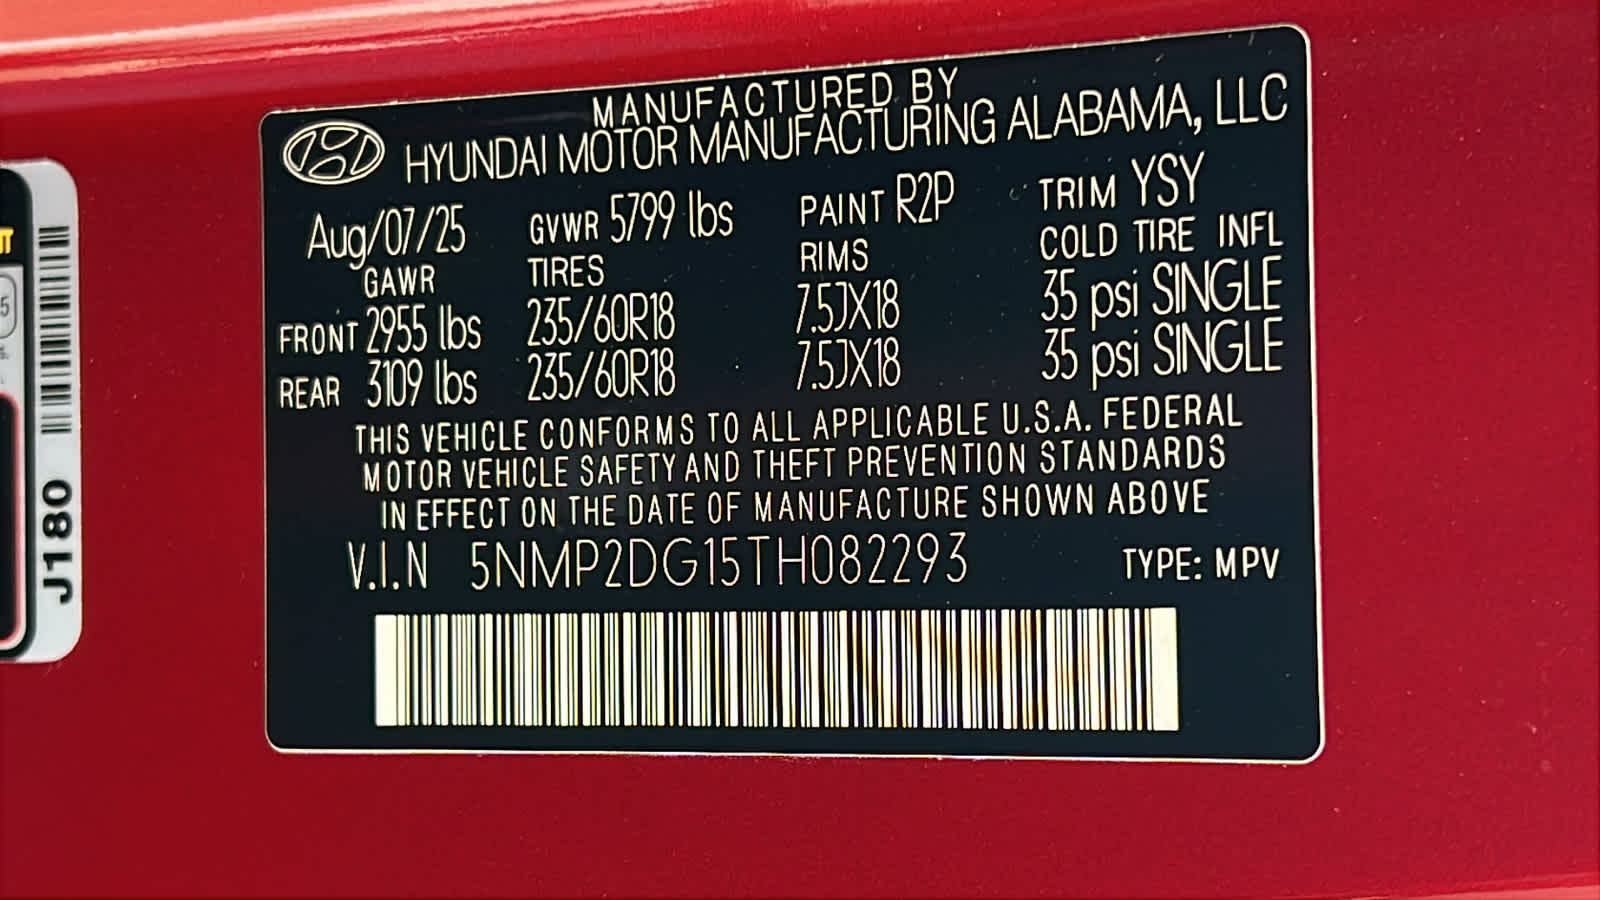 MANUFACTURED BY
HYUNDAI MOTOR MANUFACTURING ALABAMA, LLC
Aug/07/25 GVWR 5799 lbs PAINT R2P TRIM YSY
GAWR TIRES RIMS COLD TIRE INFL
FRONT 2955 lbs 235/60R18 7.5JX18 35 psi SINGLE
REAR 3109 lbs 235/60R18 7.5JX18 35 psi SINGLE
THIS VEHICLE CONFORMS TO ALL APPLICABLE U.S.A. FEDERAL
MOTOR VEHICLE SAFETY AND THEFT PREVENTION STANDARDS
IN EFFECT ON THE DATE OF MANUFACTURE SHOWN ABOVE
V.I.N 5NMP2DG15TH082293 TYPE: MPV
J180